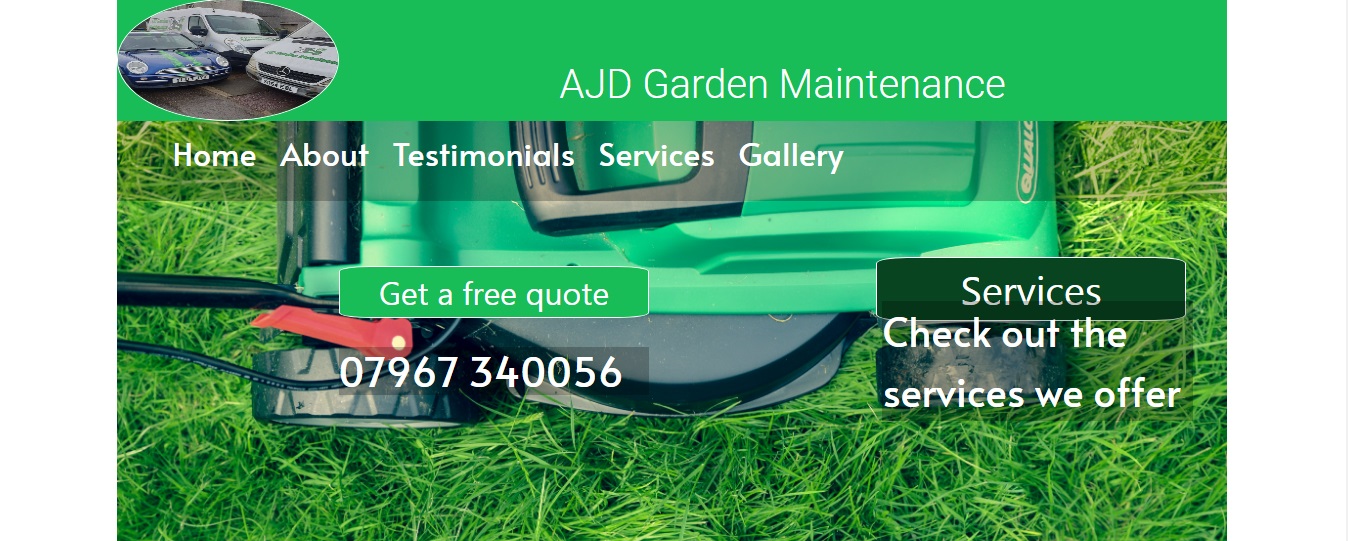 AJD Garden Maintenance
Home About Testimonials Services Gallery
Get a free quote
07967 340056
Services
Check out the
services we offer